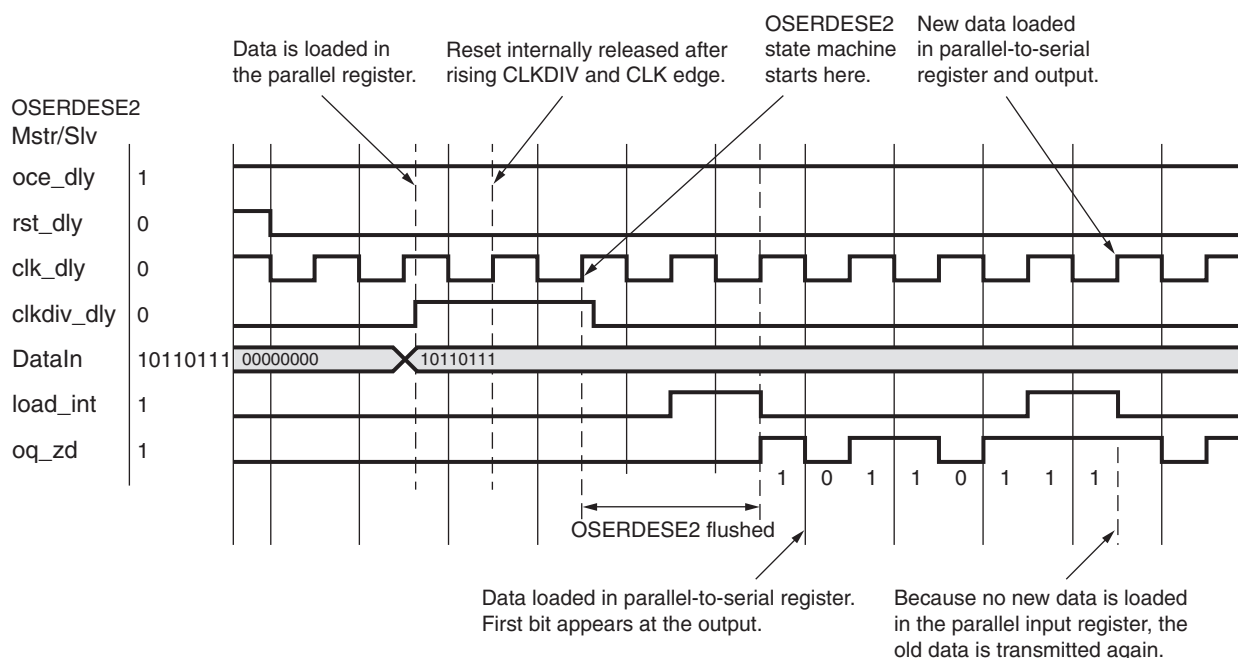 OSERDESE2
state machine
starts here.
New data loaded
in parallel-to-serial
register and output.
Data is loaded in
the parallel register.
Reset internally released after
rising CLKDIV and CLK edge.
OSERDESE2
Mstr/Slv
oce_dly 1
rst_dly 0
clk_dly 0
clkdiv_dly 0
DataIn 10110111 00000000 10110111
load_int 1
oq_zd 1
1 0 1 1 0 1 1 1
OSERDESE2 flushed
Data loaded in parallel-to-serial register.
First bit appears at the output.
Because no new data is loaded
in the parallel input register, the
old data is transmitted again.